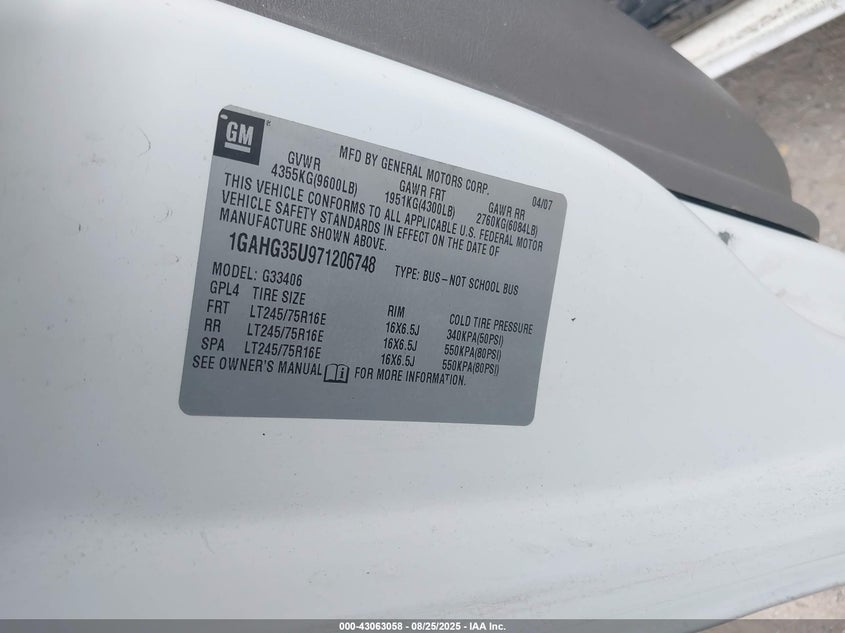 GM
MFD BY GENERAL MOTORS CORP. 04/07
GVWR GAWR FRT GAWR RR
4355KG(9600LB) 1951KG(4300LB) 2760KG(6084LB)
THIS VEHICLE CONFORMS TO ALL APPLICABLE U.S. FEDERAL MOTOR
VEHICLE SAFETY STANDARDS IN EFFECT ON THE DATE OF
MANUFACTURE SHOWN ABOVE.
1GAHG35U971206748 TYPE: BUS–NOT SCHOOL BUS
MODEL: G33406
GPL4 TIRE SIZE RIM COLD TIRE PRESSURE
FRT LT245/75R16E 16X6.5J 340KPA(50PSI)
RR LT245/75R16E 16X6.5J 550KPA(80PSI)
SPA LT245/75R16E 16X6.5J 550KPA(80PSI)
SEE OWNER'S MANUAL i FOR MORE INFORMATION.
000-43063058 - 08/25/2025 - IAA Inc.